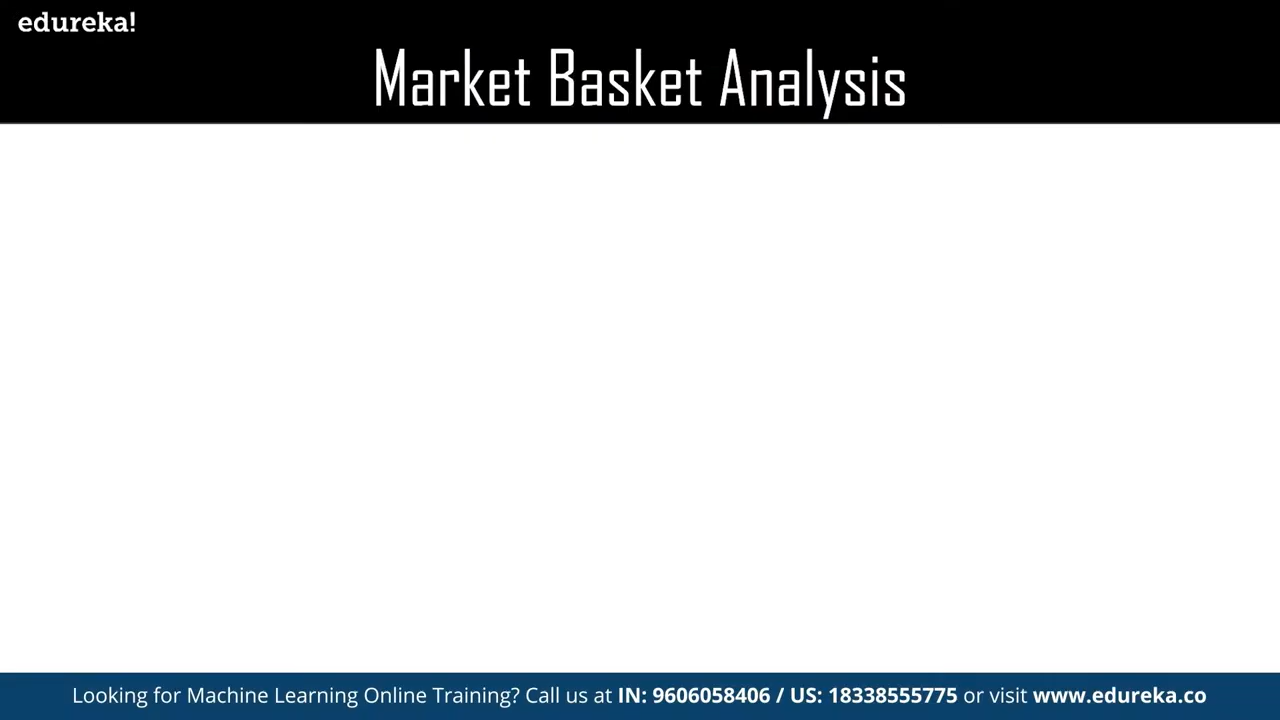 edureka!
Market Basket Analysis
Looking for Machine Learning Online Training? Call us at IN: 9606058406 / US: 18338555775 or visit www.edureka.co